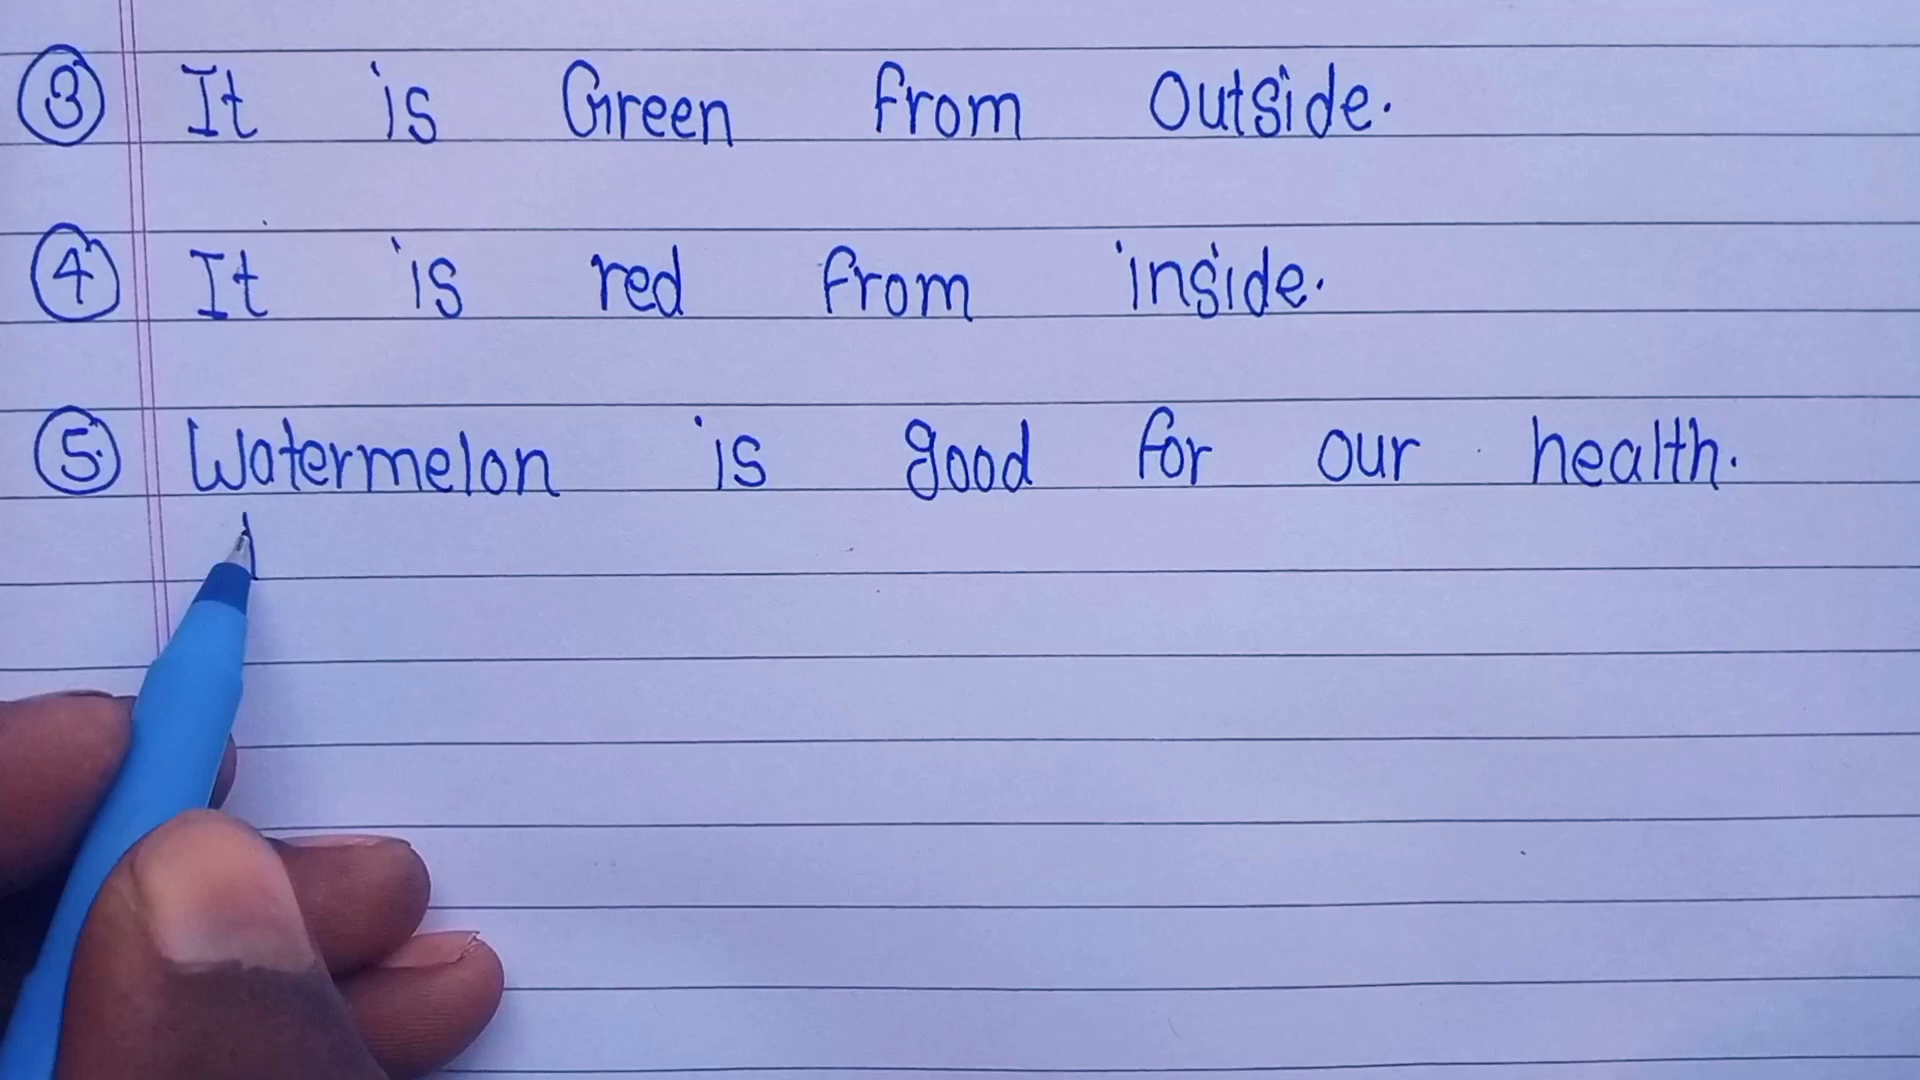 ③ It is Green from Outside.
④ It is red from inside.
⑤ Watermelon is good for our health.